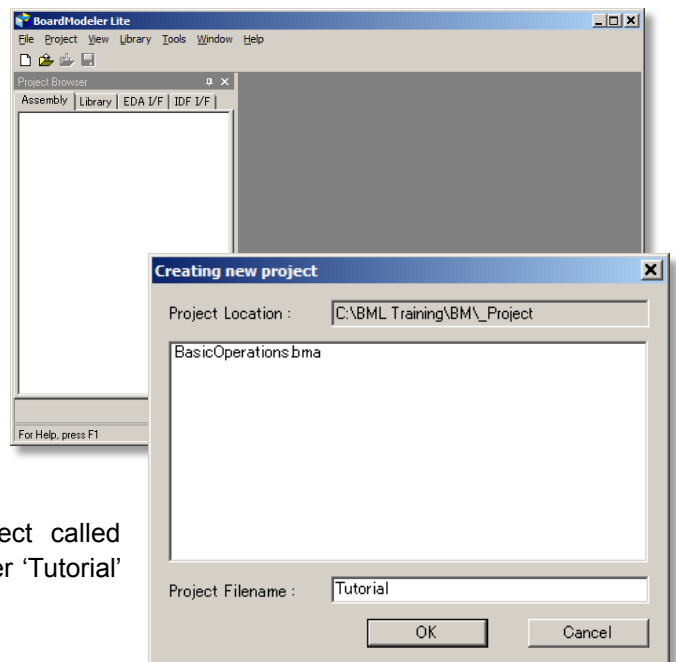 BoardModeler Lite
File Project View Library Tools Window Help
Project Browser
Assembly Library EDA I/F IDF I/F
For Help, press F1
Creating new project
Project Location : C:\BML Training\BM\_Project
BasicOperations.bma
Project Filename : Tutorial
OK Cancel
ect called
er ‘Tutorial’